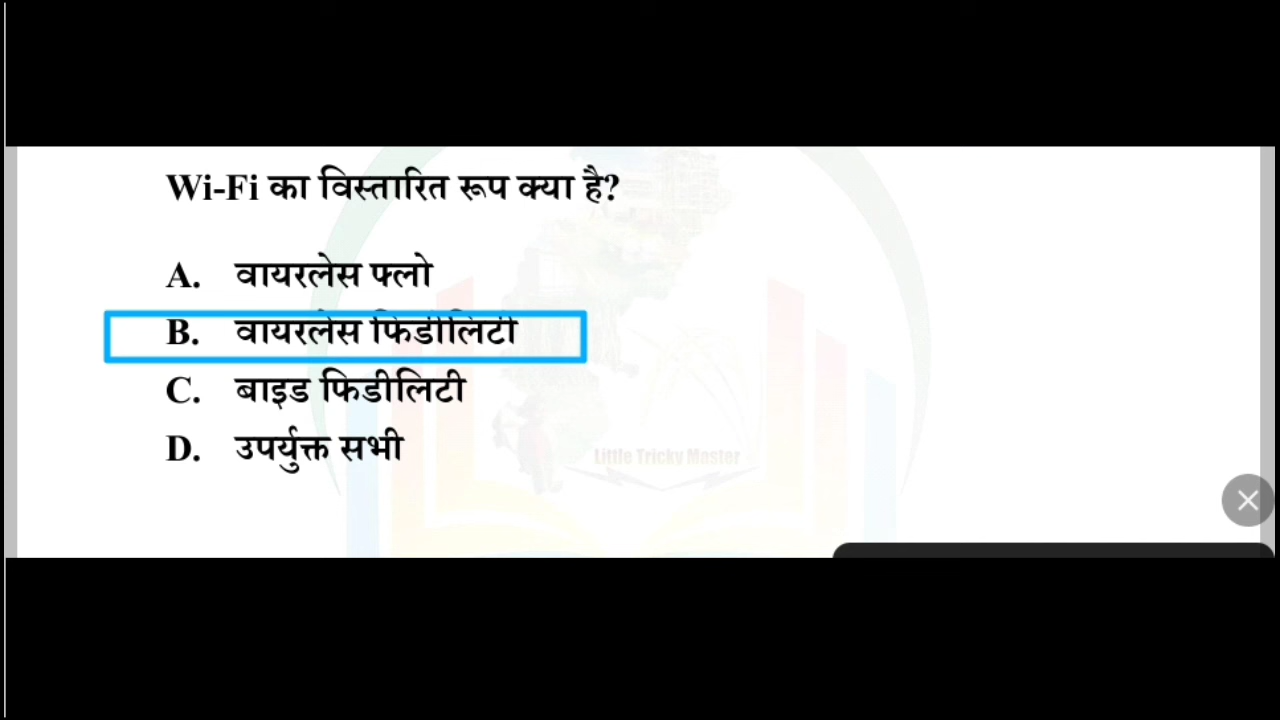 Wi-Fi का विस्तारित रूप क्या है?
A. वायरलेस फ्लो
B. वायरलेस फिडीलिटी
C. बाइड फिडीलिटी
D. उपर्युक्त सभी
Little Tricky Master